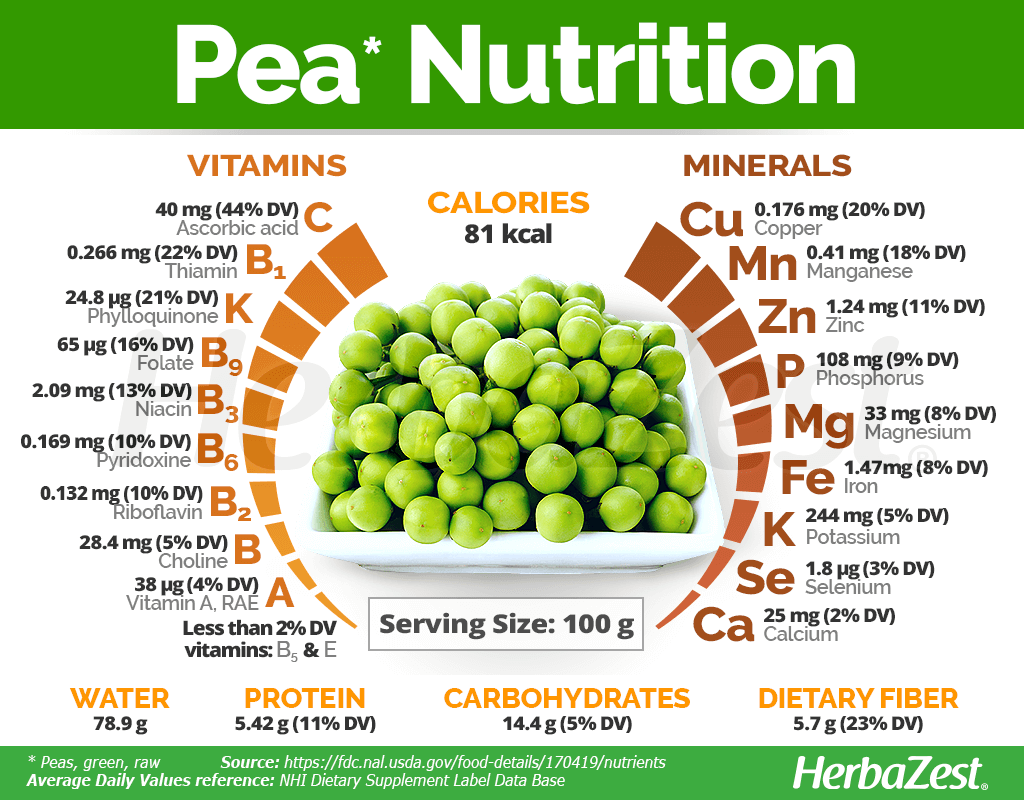 Pea* Nutrition
VITAMINS
40 mg (44% DV) C
Ascorbic acid
0.266 mg (22% DV) B1
Thiamin
24.8 µg (21% DV) K
Phylloquinone
65 µg (16% DV) B9
Folate
2.09 mg (13% DV) B3
Niacin
0.169 mg (10% DV) B6
Pyridoxine
0.132 mg (10% DV) B2
Riboflavin
28.4 mg (5% DV) B
Choline
38 µg (4% DV) A
Vitamin A, RAE
Less than 2% DV
vitamins: B5 & E
CALORIES
81 kcal
HerbaZest®
Serving Size: 100 g
MINERALS
Cu 0.176 mg (20% DV)
Copper
Mn 0.41 mg (18% DV)
Manganese
Zn 1.24 mg (11% DV)
Zinc
P 108 mg (9% DV)
Phosphorus
Mg 33 mg (8% DV)
Magnesium
Fe 1.47mg (8% DV)
Iron
K 244 mg (5% DV)
Potassium
Se 1.8 µg (3% DV)
Selenium
Ca 25 mg (2% DV)
Calcium
WATER
78.9 g
PROTEIN
5.42 g (11% DV)
CARBOHYDRATES
14.4 g (5% DV)
DIETARY FIBER
5.7 g (23% DV)
* Peas, green, raw Source: https://fdc.nal.usda.gov/food-details/170419/nutrients
Average Daily Values reference: NHI Dietary Supplement Label Data Base
HerbaZest®